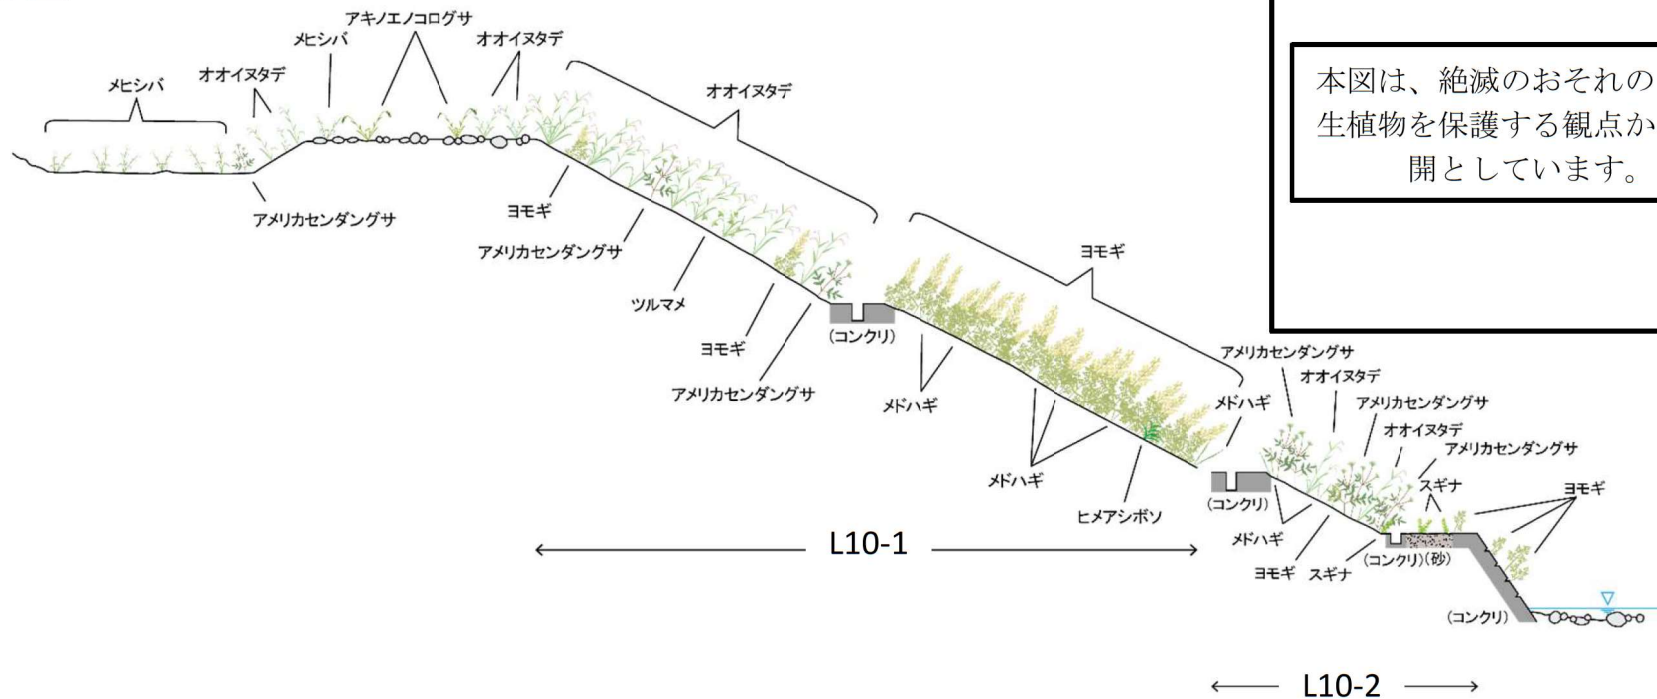 アキノエノコログサ
メヒシバ
オオイヌタデ
メヒシバ
オオイヌタデ
オオイヌタデ
アメリカセンダングサ
ヨモギ
アメリカセンダングサ
ツルマメ
ヨモギ
アメリカセンダングサ
(コンクリ)
ヨモギ
メドハギ
メドハギ
ヒメアシボソ
メドハギ
アメリカセンダングサ
オオイヌタデ
アメリカセンダングサ
オオイヌタデ
アメリカセンダングサ
スギナ
ヨモギ
(コンクリ)
メドハギ
ヨモギ
スギナ
(コンクリ)(砂)
(コンクリ)
L10-1
L10-2
本図は、絶滅のおそれの
生植物を保護する観点か
開としています。